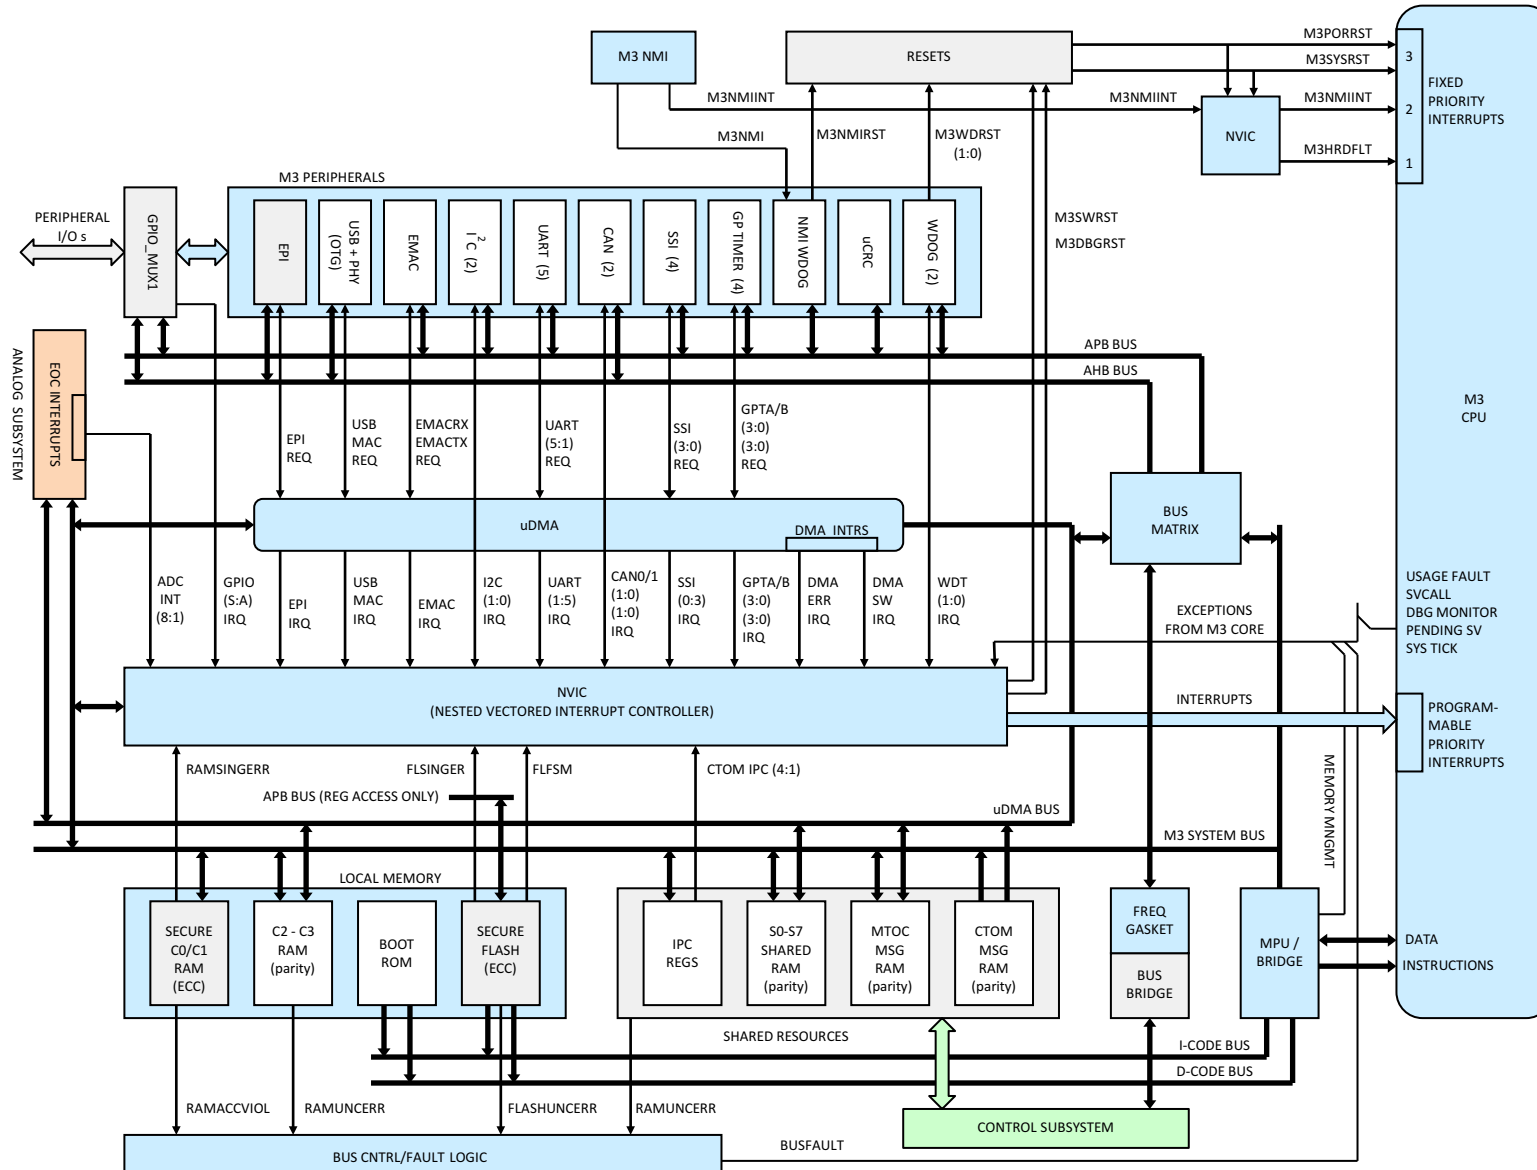 M3 NMI
RESETS
M3PORRST
M3SYSRST
3
M3NMIINT
M3NMIINT
M3NMIINT
2
FIXED
PRIORITY
INTERRUPTS
NVIC
M3NMI
M3NMIRST
M3WDRST
(1:0)
M3HRDFLT
1
M3 PERIPHERALS
PERIPHERAL
I/O s
GPIO_MUX1
EPI
USB + PHY
(OTG)
EMAC
I2C (2)
UART (5)
CAN (2)
SSI (4)
GP TIMER (4)
NMI WDOG
uCRC
WDOG (2)
M3SWRST
M3DBGRST
APB BUS
AHB BUS
ANALOG SUBSYSTEM
EOC INTERRUPTS
M3
CPU
EPI
REQ
USB
MAC
REQ
EMACRX
EMACTX
REQ
UART
(5:1)
REQ
SSI
(3:0)
REQ
GPTA/B
(3:0)
(3:0)
REQ
uDMA
DMA INTRS
BUS
MATRIX
ADC
INT
(8:1)
GPIO
(S:A)
IRQ
EPI
IRQ
USB
MAC
IRQ
EMAC
IRQ
I2C
(1:0)
IRQ
UART
(1:5)
IRQ
CAN0/1
(1:0)
(1:0)
IRQ
SSI
(0:3)
IRQ
GPTA/B
(3:0)
(3:0)
IRQ
DMA
ERR
IRQ
DMA
SW
IRQ
WDT
(1:0)
IRQ
EXCEPTIONS
FROM M3 CORE
USAGE FAULT
SVCALL
DBG MONITOR
PENDING SV
SYS TICK
NVIC
(NESTED VECTORED INTERRUPT CONTROLLER)
INTERRUPTS
PROGRAM-
MABLE
PRIORITY
INTERRUPTS
RAMSINGERR
FLSINGER
FLFSM
CTOM IPC (4:1)
APB BUS (REG ACCESS ONLY)
uDMA BUS
M3 SYSTEM BUS
MEMORY MNGMT
LOCAL MEMORY
SECURE
C0/C1
RAM
(ECC)
C2 - C3
RAM
(parity)
BOOT
ROM
SECURE
FLASH
(ECC)
IPC
REGS
S0-S7
SHARED
RAM
(parity)
MTOC
MSG
RAM
(parity)
CTOM
MSG
RAM
(parity)
FREQ
GASKET
BUS
BRIDGE
MPU /
BRIDGE
DATA
INSTRUCTIONS
SHARED RESOURCES
I-CODE BUS
D-CODE BUS
RAMACCVIOL
RAMUNCERR
FLASHUNCERR
RAMUNCERR
CONTROL SUBSYSTEM
BUS CNTRL/FAULT LOGIC
BUSFAULT